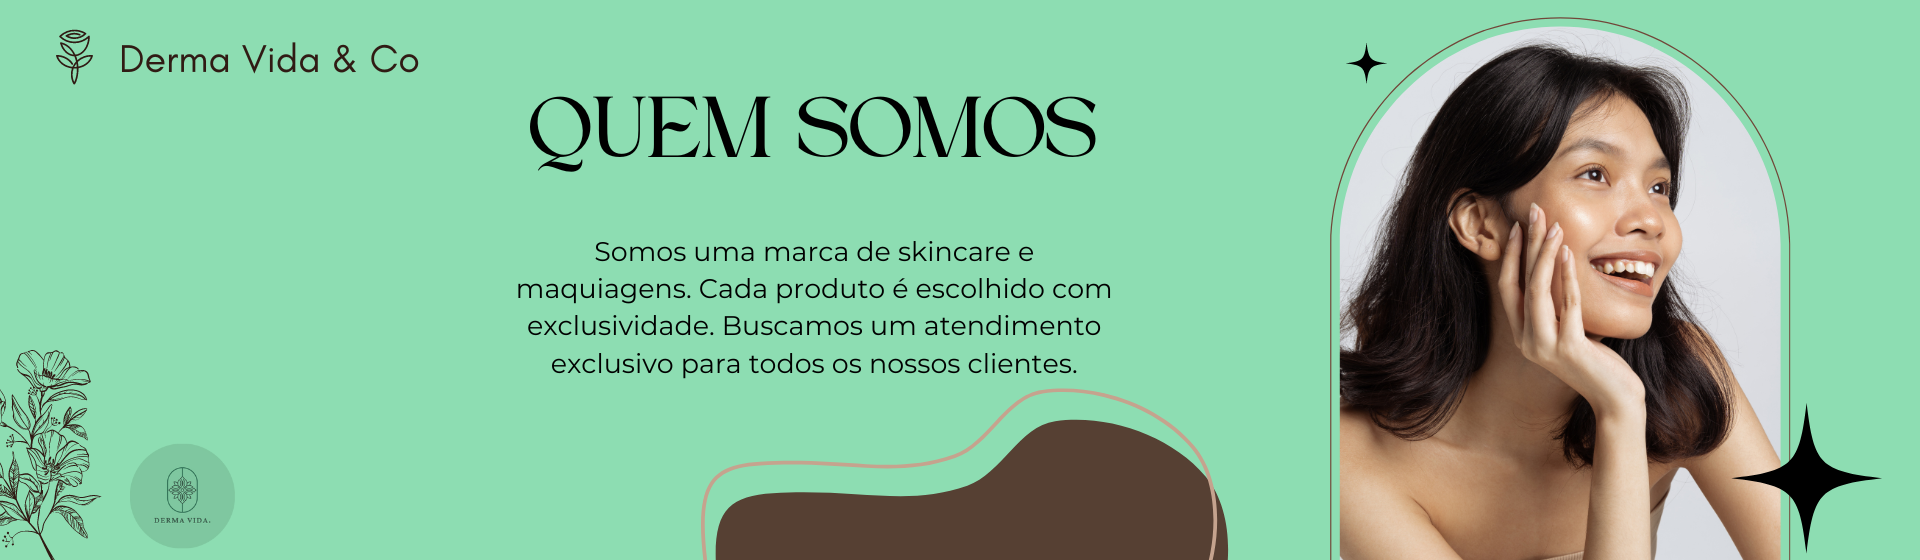 Derma Vida & Co
QUEM SOMOS
Somos uma marca de skincare e
maquiagens. Cada produto é escolhido com
exclusividade. Buscamos um atendimento
exclusivo para todos os nossos clientes.
DERMA VIDA.